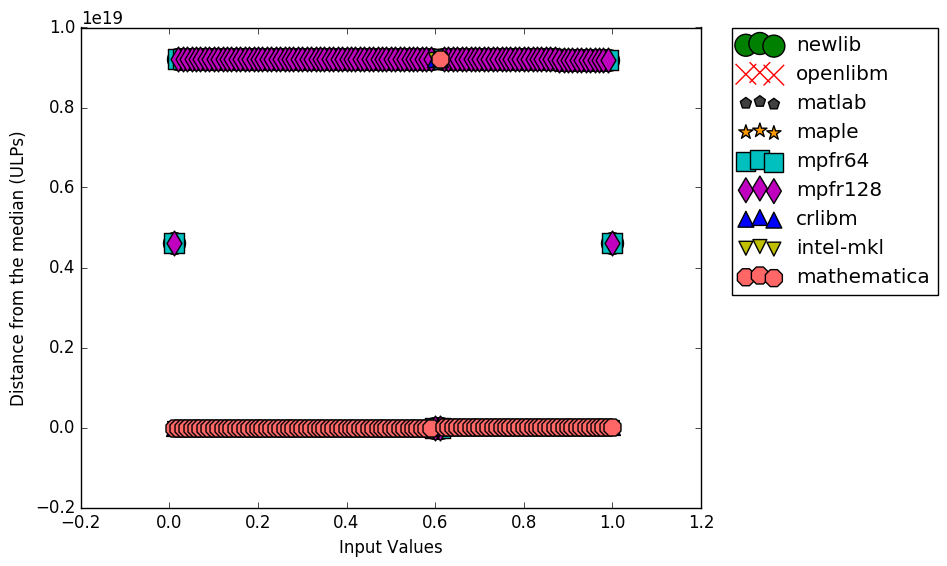 1e19
1.0
0.8
0.6
0.4
0.2
0.0
−0.2
−0.2
0.0
0.2
0.4
0.6
0.8
1.0
1.2
Input Values
Distance from the median (ULPs)
newlib
openlibm
matlab
maple
mpfr64
mpfr128
crlibm
intel-mkl
mathematica